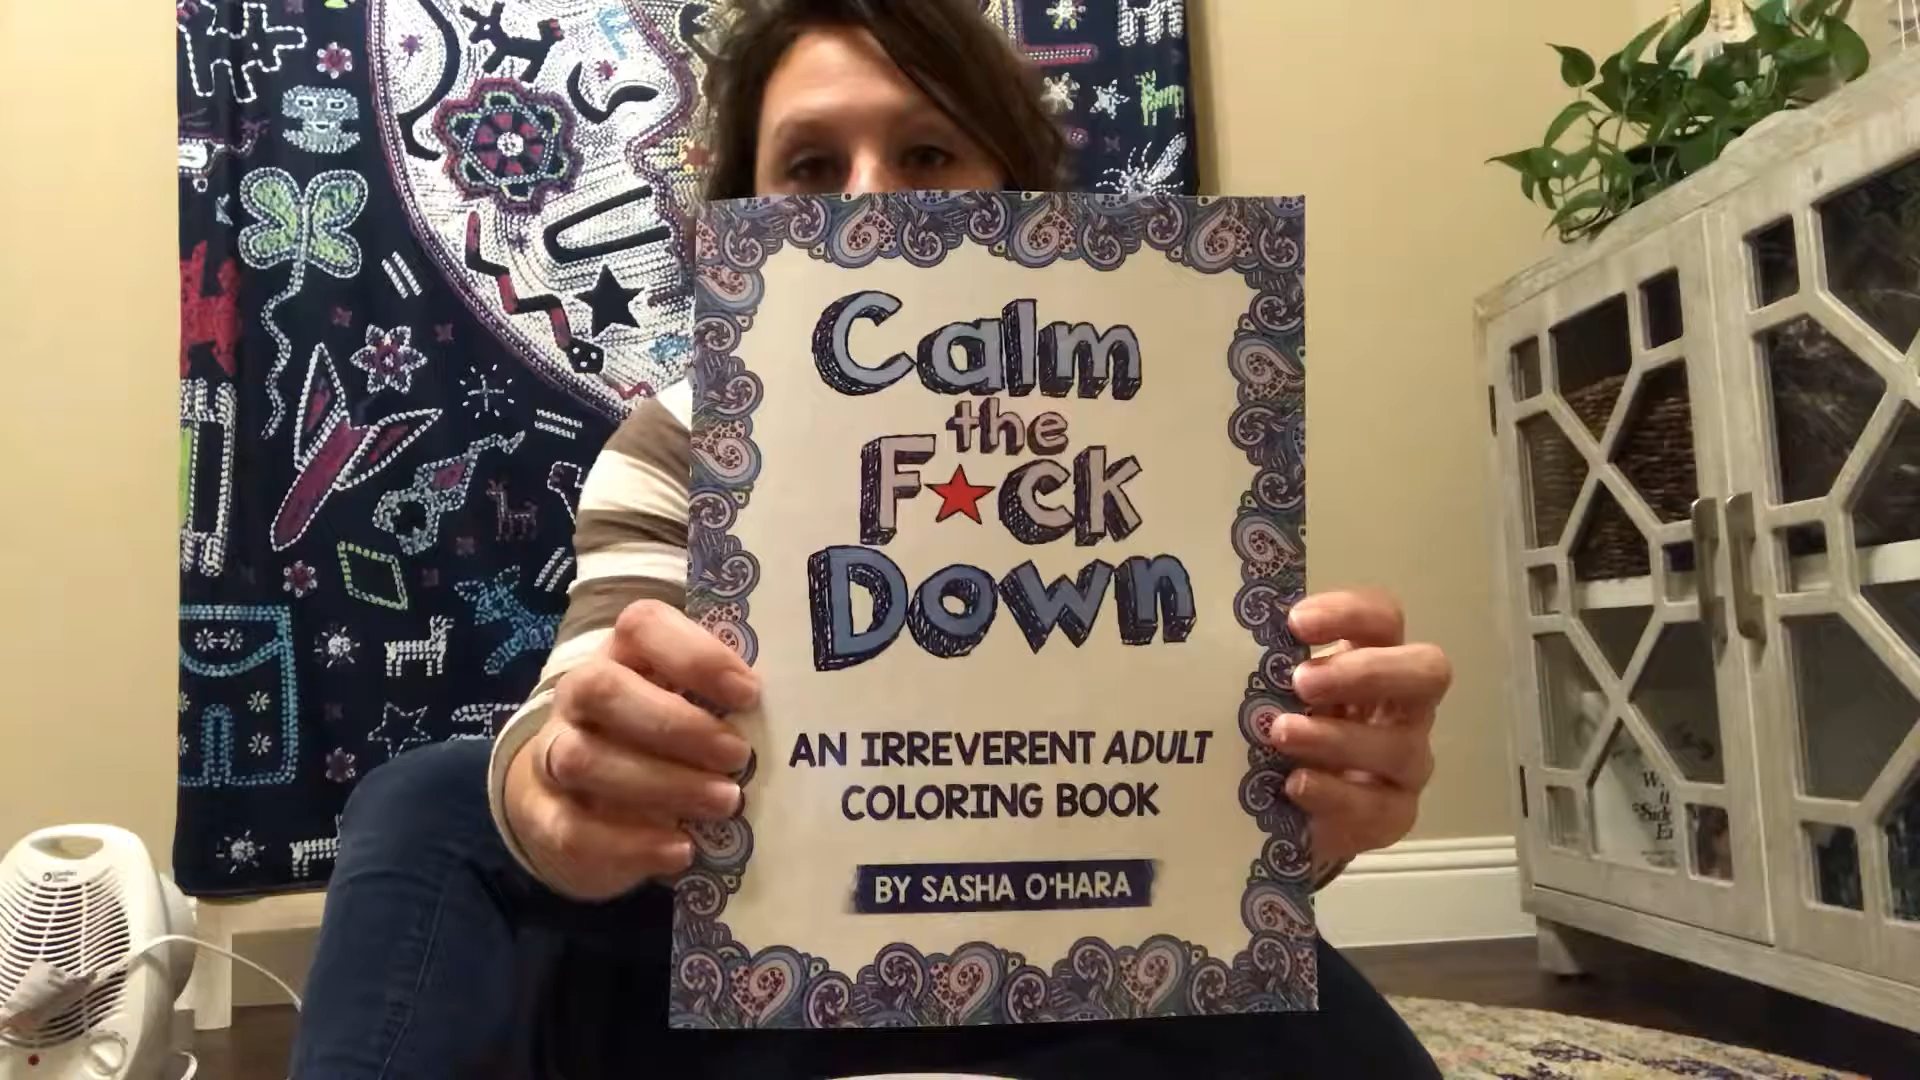 Calm
the
F★ck
Down
AN IRREVERENT ADULT
COLORING BOOK
BY SASHA O'HARA